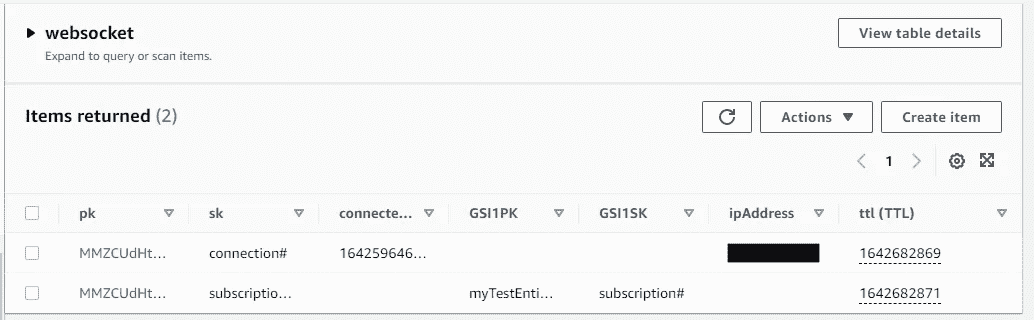 websocket
View table details
Expand to query or scan items.
Items returned (2)
Actions
Create item
1
pk sk connecte... GSI1PK GSI1SK ipAddress ttl (TTL)
MMZCUdHt... connection# 164259646... 1642682869
MMZCUdHt... subscriptio... myTestEnti... subscription# 1642682871